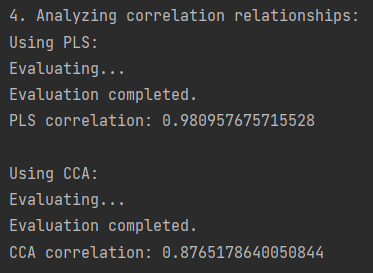 4. Analyzing correlation relationships:
Using PLS:
Evaluating...
Evaluation completed.
PLS correlation: 0.980957675715528
Using CCA:
Evaluating...
Evaluation completed.
CCA correlation: 0.8765178640050844